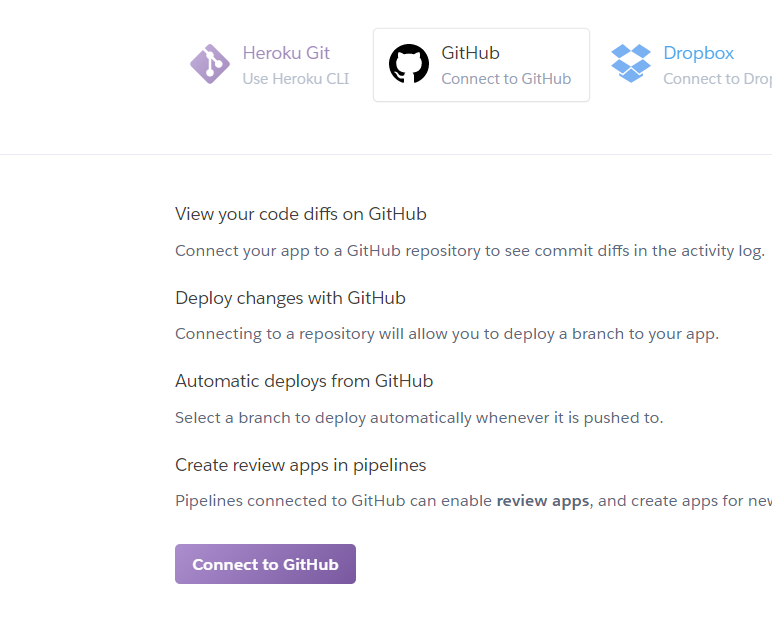 Heroku Git
Use Heroku CLI
GitHub
Connect to GitHub
Dropbox
Connect to
View your code diffs on GitHub
Connect your app to a GitHub repository to see commit diffs in the activity log.
Deploy changes with GitHub
Connecting to a repository will allow you to deploy a branch to your app.
Automatic deploys from GitHub
Select a branch to deploy automatically whenever it is pushed to.
Create review apps in pipelines
Pipelines connected to GitHub can enable review apps, and create apps for
Connect to GitHub